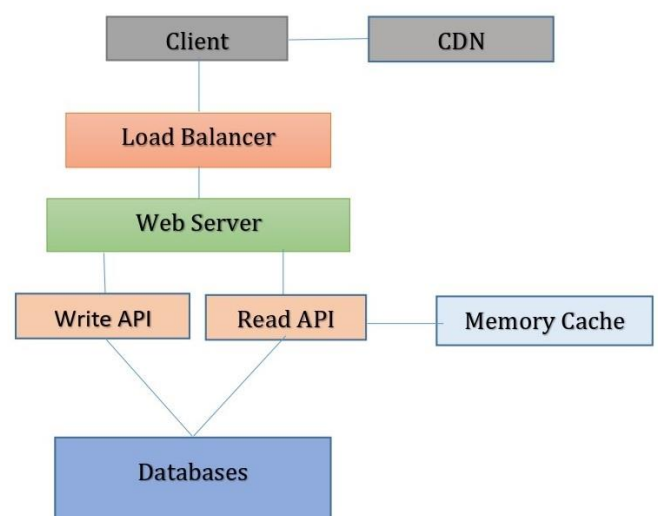 Client
CDN
Load Balancer
Web Server
Write API
Read API
Memory Cache
Databases